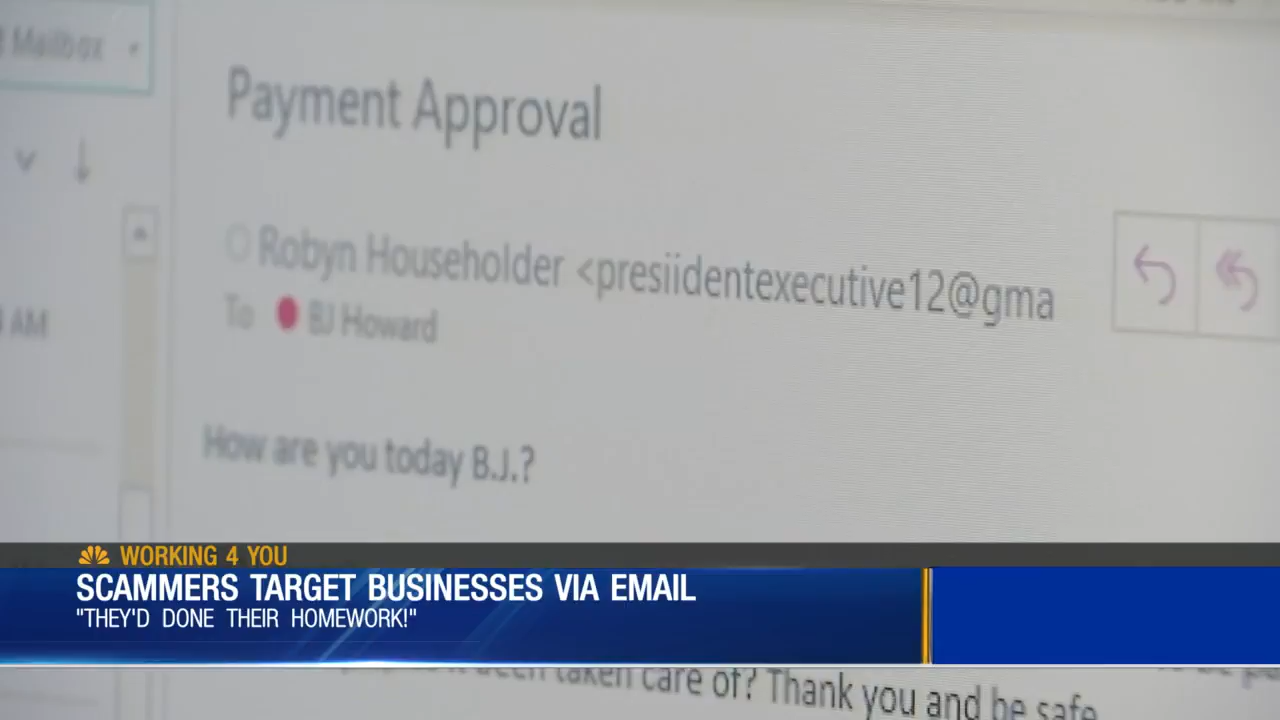 Mailbox
Payment Approval
Robyn Householder <presiidentexecutive12@gma
AM
To BJ Howard
How are you today B.J.?
WORKING 4 YOU
SCAMMERS TARGET BUSINESSES VIA EMAIL
"THEY'D DONE THEIR HOMEWORK!"
been taken care of? Thank you and be safe